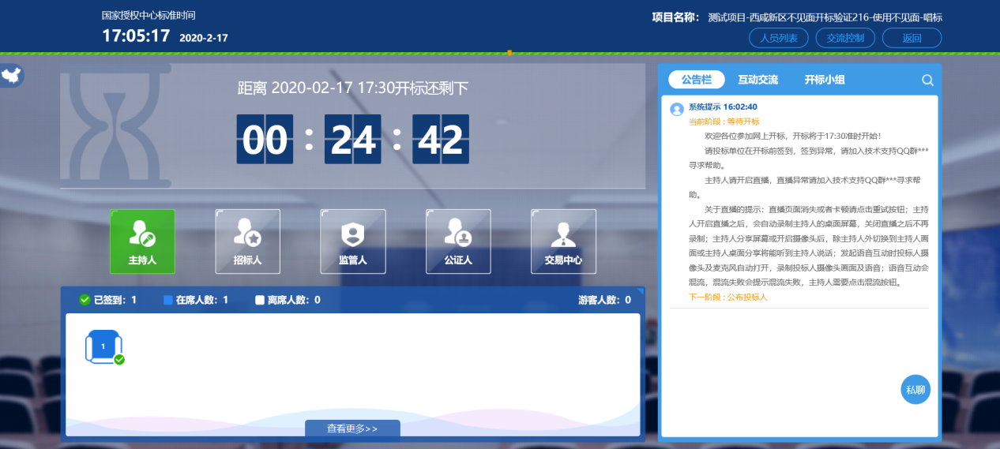 国家授权中心标准时间
17:05:17 2020-2-17
项目名称： 测试项目-西咸新区不见面开标验证216-使用不见面-唱标
人员列表 交流控制 返回
距离 2020-02-17 17:30开标还剩下
00 : 24 : 42
主持人 招标人 监管人 公证人 交易中心
已签到： 1 在席人数： 1 离席人数： 0 游客人数： 0
1
查看更多>>
公告栏 互动交流 开标小组
系统提示 16:02:40
当前阶段 : 等待开标
欢迎各位参加网上开标，开标将于17:30准时开始！
请投标单位在开标前签到，签到异常，请加入技术支持QQ群***
寻求帮助。
主持人请开启直播，直播异常请加入技术支持QQ群***寻求帮
助。
关于直播的提示：直播页面消失或者卡顿请点击重试按钮；主持
人开启直播之后，会自动录制主持人的桌面屏幕，关闭直播之后不再
录制；主持人分享屏幕或开启摄像头后，除主持人外切换到主持人画
面或主持人桌面分享将能听到主持人说话；发起语音互动时投标人摄
像头及麦克风自动打开，录制投标人摄像头画面及语音；语音互动会
混流，混流失败会提示混流失败，主持人需要点击混流按钮。
下一阶段 : 公布投标人
私聊